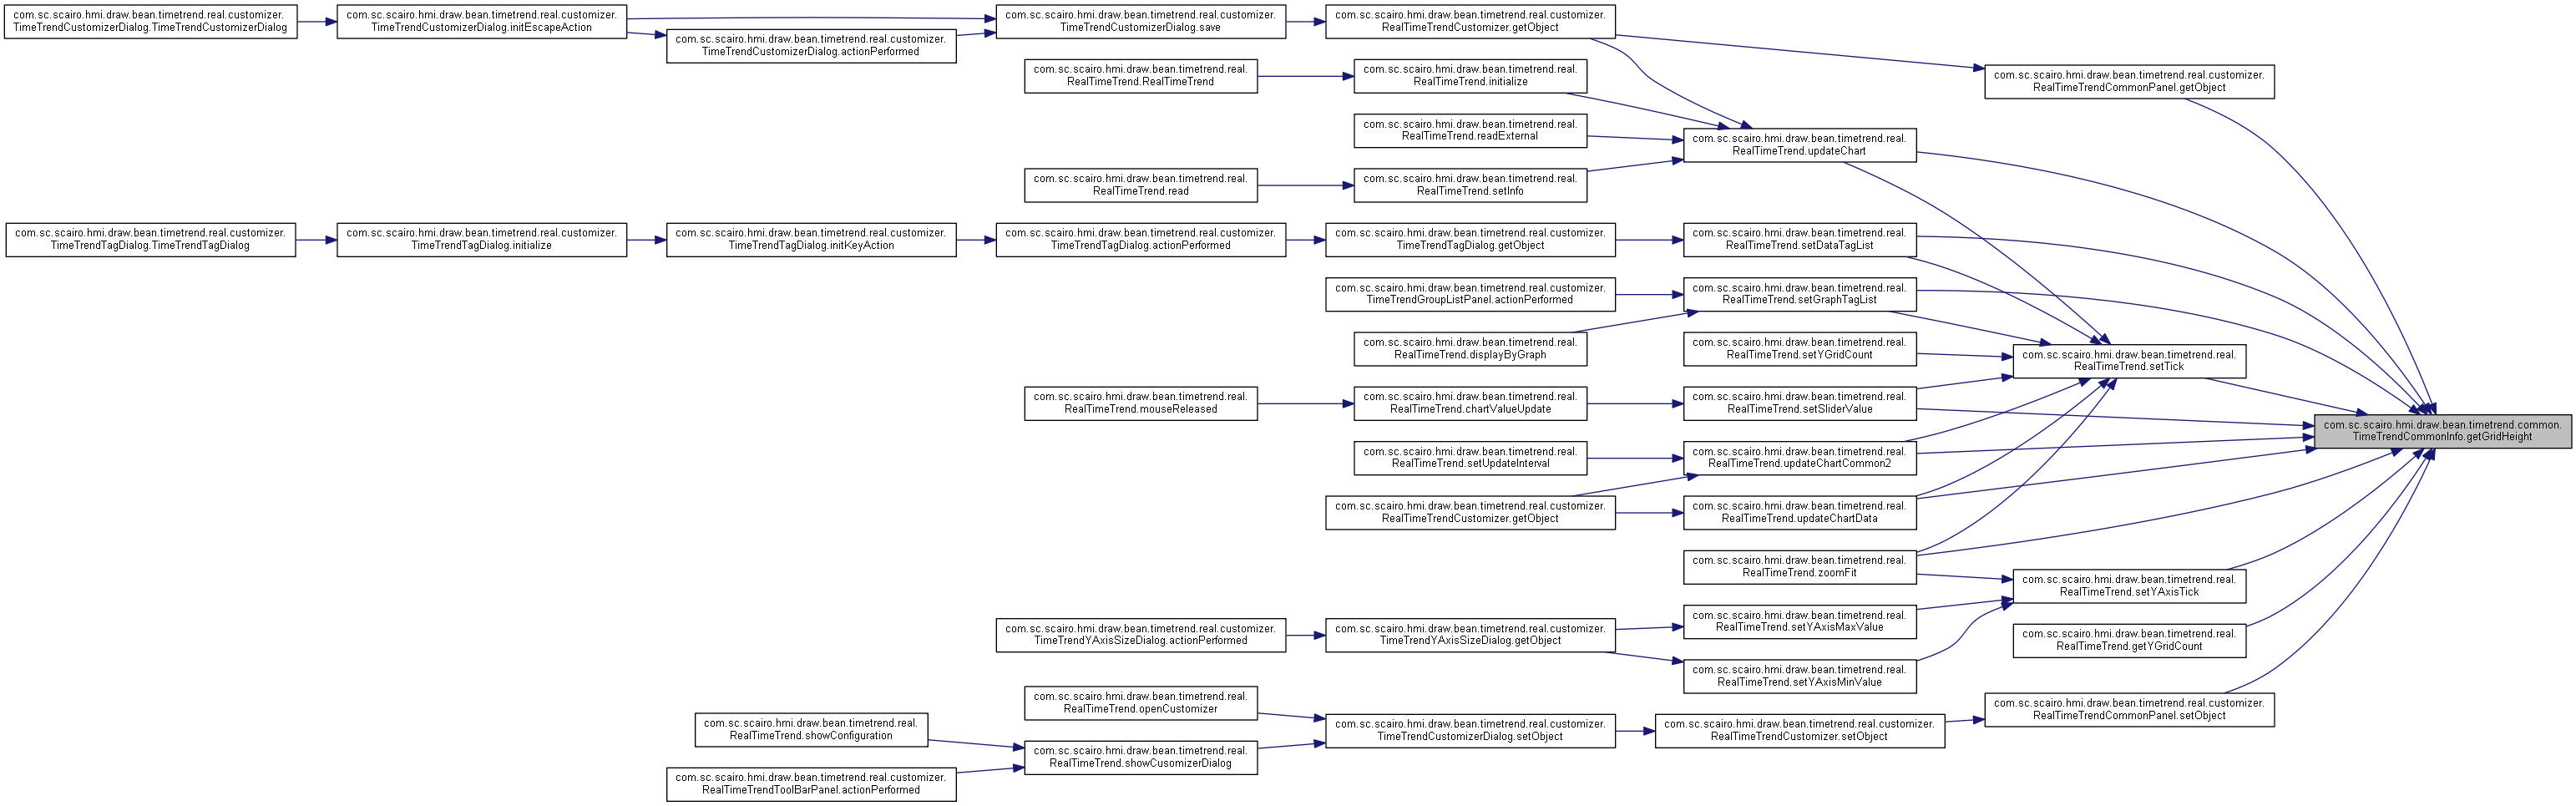 com.sc.scairo.hmi.draw.bean.timetrend.real.customizer.
TimeTrendCustomizerDialog.TimeTrendCustomizerDialog
com.sc.scairo.hmi.draw.bean.timetrend.real.customizer.
TimeTrendCustomizerDialog.initEscapeAction
com.sc.scairo.hmi.draw.bean.timetrend.real.customizer.
TimeTrendCustomizerDialog.actionPerformed
com.sc.scairo.hmi.draw.bean.timetrend.real.customizer.
TimeTrendCustomizerDialog.save
com.sc.scairo.hmi.draw.bean.timetrend.real.customizer.
RealTimeTrendCustomizer.getObject
com.sc.scairo.hmi.draw.bean.timetrend.real.customizer.
RealTimeTrendCommonPanel.getObject
com.sc.scairo.hmi.draw.bean.timetrend.real.
RealTimeTrend.RealTimeTrend
com.sc.scairo.hmi.draw.bean.timetrend.real.
RealTimeTrend.initialize
com.sc.scairo.hmi.draw.bean.timetrend.real.
RealTimeTrend.readExternal
com.sc.scairo.hmi.draw.bean.timetrend.real.
RealTimeTrend.updateChart
com.sc.scairo.hmi.draw.bean.timetrend.real.
RealTimeTrend.read
com.sc.scairo.hmi.draw.bean.timetrend.real.
RealTimeTrend.setInfo
com.sc.scairo.hmi.draw.bean.timetrend.real.customizer.
TimeTrendTagDialog.TimeTrendTagDialog
com.sc.scairo.hmi.draw.bean.timetrend.real.customizer.
TimeTrendTagDialog.initialize
com.sc.scairo.hmi.draw.bean.timetrend.real.customizer.
TimeTrendTagDialog.initKeyAction
com.sc.scairo.hmi.draw.bean.timetrend.real.customizer.
TimeTrendTagDialog.actionPerformed
com.sc.scairo.hmi.draw.bean.timetrend.real.customizer.
TimeTrendTagDialog.getObject
com.sc.scairo.hmi.draw.bean.timetrend.real.
RealTimeTrend.setDataTagList
com.sc.scairo.hmi.draw.bean.timetrend.real.customizer.
TimeTrendGroupListPanel.actionPerformed
com.sc.scairo.hmi.draw.bean.timetrend.real.
RealTimeTrend.setGraphTagList
com.sc.scairo.hmi.draw.bean.timetrend.real.
RealTimeTrend.displayByGraph
com.sc.scairo.hmi.draw.bean.timetrend.real.
RealTimeTrend.setYGridCount
com.sc.scairo.hmi.draw.bean.timetrend.real.
RealTimeTrend.setTick
com.sc.scairo.hmi.draw.bean.timetrend.real.
RealTimeTrend.mouseReleased
com.sc.scairo.hmi.draw.bean.timetrend.real.
RealTimeTrend.chartValueUpdate
com.sc.scairo.hmi.draw.bean.timetrend.real.
RealTimeTrend.setSliderValue
com.sc.scairo.hmi.draw.bean.timetrend.common.
TimeTrendCommonInfo.getGridHeight
com.sc.scairo.hmi.draw.bean.timetrend.real.
RealTimeTrend.setUpdateInterval
com.sc.scairo.hmi.draw.bean.timetrend.real.
RealTimeTrend.updateChartCommon2
com.sc.scairo.hmi.draw.bean.timetrend.real.customizer.
RealTimeTrendCustomizer.getObject
com.sc.scairo.hmi.draw.bean.timetrend.real.
RealTimeTrend.updateChartData
com.sc.scairo.hmi.draw.bean.timetrend.real.
RealTimeTrend.zoomFit
com.sc.scairo.hmi.draw.bean.timetrend.real.
RealTimeTrend.setYAxisTick
com.sc.scairo.hmi.draw.bean.timetrend.real.customizer.
TimeTrendYAxisSizeDialog.actionPerformed
com.sc.scairo.hmi.draw.bean.timetrend.real.customizer.
TimeTrendYAxisSizeDialog.getObject
com.sc.scairo.hmi.draw.bean.timetrend.real.
RealTimeTrend.setYAxisMaxValue
com.sc.scairo.hmi.draw.bean.timetrend.real.
RealTimeTrend.getYGridCount
com.sc.scairo.hmi.draw.bean.timetrend.real.
RealTimeTrend.setYAxisMinValue
com.sc.scairo.hmi.draw.bean.timetrend.real.
RealTimeTrend.openCustomizer
com.sc.scairo.hmi.draw.bean.timetrend.real.customizer.
RealTimeTrendCommonPanel.setObject
com.sc.scairo.hmi.draw.bean.timetrend.real.
RealTimeTrend.showConfiguration
com.sc.scairo.hmi.draw.bean.timetrend.real.customizer.
TimeTrendCustomizerDialog.setObject
com.sc.scairo.hmi.draw.bean.timetrend.real.customizer.
RealTimeTrendCustomizer.setObject
com.sc.scairo.hmi.draw.bean.timetrend.real.
RealTimeTrend.showCusomizerDialog
com.sc.scairo.hmi.draw.bean.timetrend.real.customizer.
RealTimeTrendToolBarPanel.actionPerformed